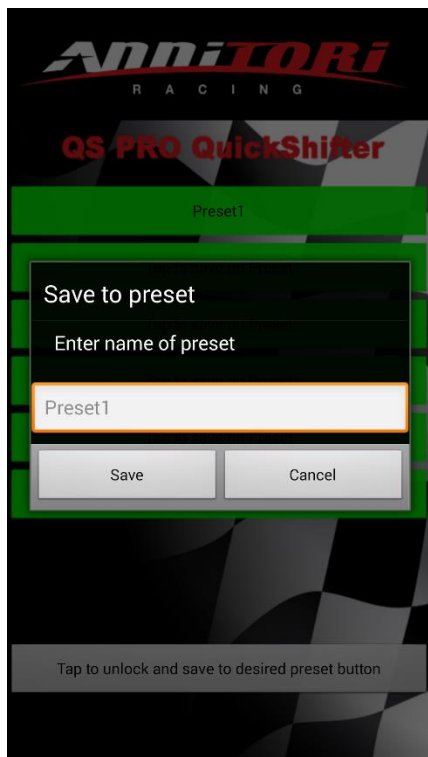 ANNITORI
RACING
QS PRO QuickShifter
Preset1
Save to preset
Enter name of preset
Preset1
Save
Cancel
Tap to unlock and save to desired preset button